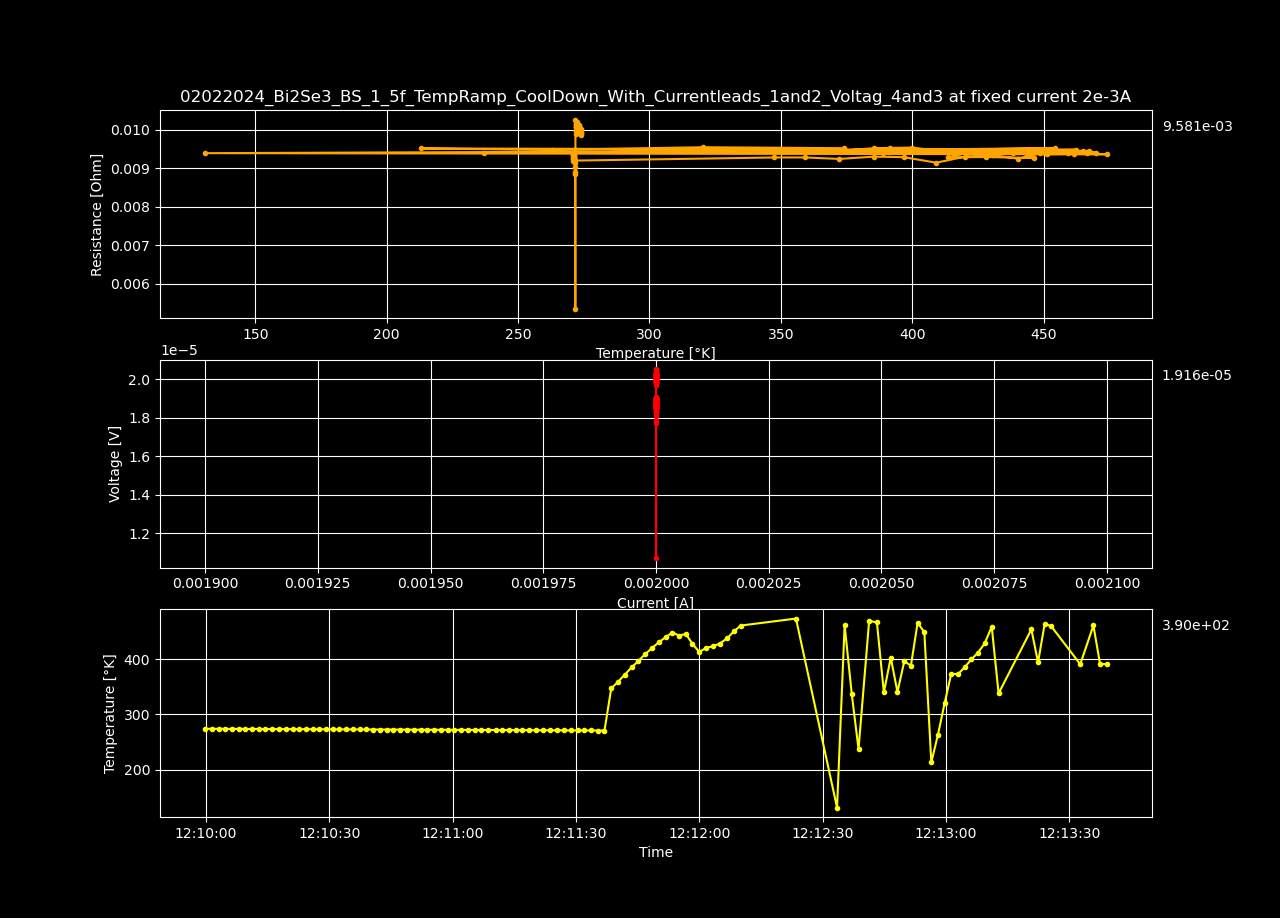 02022024_Bi2Se3_BS_1_5f_TempRamp_CoolDown_With_Currentleads_1and2_Voltag_4and3 at fixed current 2e-3A
9.581e-03
Resistance [Ohm]
0.010
0.009
0.008
0.007
0.006
150 200 250 300 350 400 450
Temperature [°K]
1e−5
1.916e-05
Voltage [V]
2.0
1.8
1.6
1.4
1.2
0.001900 0.001925 0.001950 0.001975 0.002000 0.002025 0.002050 0.002075 0.002100
Current [A]
3.90e+02
Temperature [°K]
400
300
200
12:10:00 12:10:30 12:11:00 12:11:30 12:12:00 12:12:30 12:13:00 12:13:30
Time